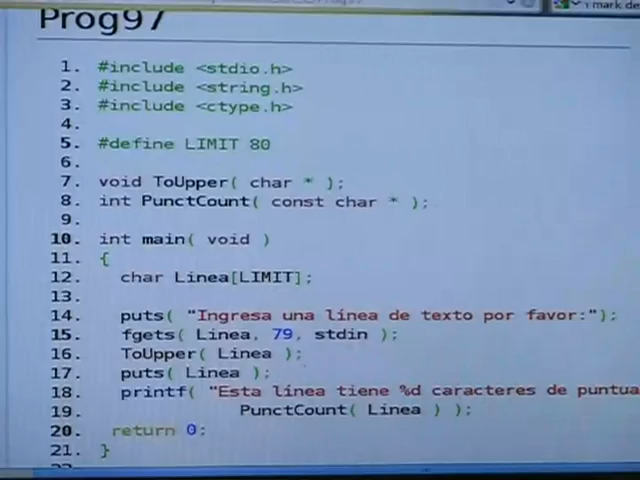 Prog97
1. #include <stdio.h>
2. #include <string.h>
3. #include <ctype.h>
4.
5. #define LIMIT 80
6.
7. void ToUpper( char * );
8. int PunctCount( const char * );
9.
10. int main( void )
11. {
12. char Linea[LIMIT];
13.
14. puts( "Ingresa una línea de texto por favor:");
15. fgets( Linea, 79, stdin );
16. ToUpper( Linea );
17. puts( Linea );
18. printf( "Esta línea tiene %d caracteres de puntua
19. PunctCount( Linea ) );
20. return 0;
21. }